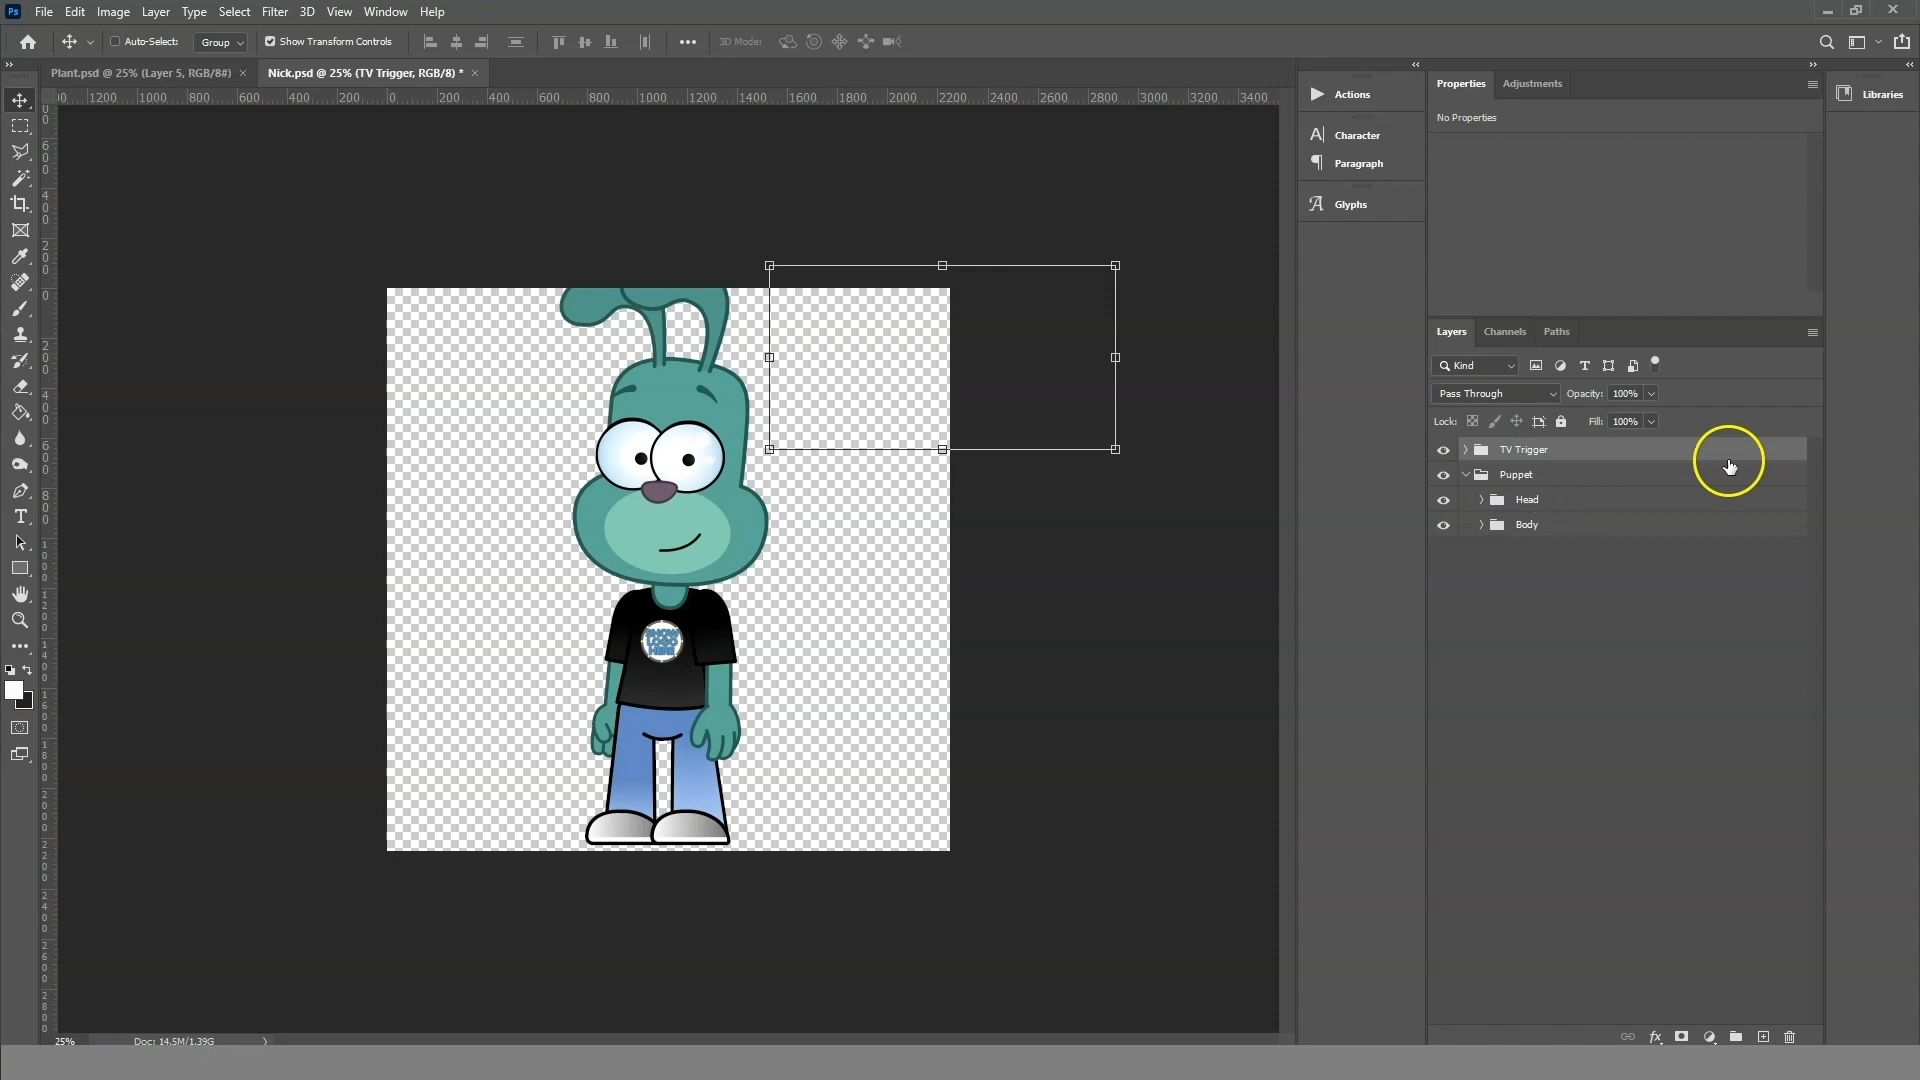 Ps File Edit Image Layer Type Select Filter 3D View Window Help
Auto-Select: Group Show Transform Controls 3D Mode:
Plant.psd @ 25% (Layer 5, RGB/8#) × Nick.psd @ 25% (TV Trigger, RGB/8) * ×
1200 1000 800 600 400 200 0 200 400 600 800 1000 1200 1400 1600 1800 2000 2200 2400 2600 2800 3000 3200 3400
Actions
Character
Paragraph
Glyphs
Properties Adjustments
No Properties
Libraries
Layers Channels Paths
Kind
Pass Through Opacity: 100%
Lock: Fill: 100%
TV Trigger
Puppet
Head
Body
SHOW
LOGO
HERE
25% Doc: 14.5M/1.39G